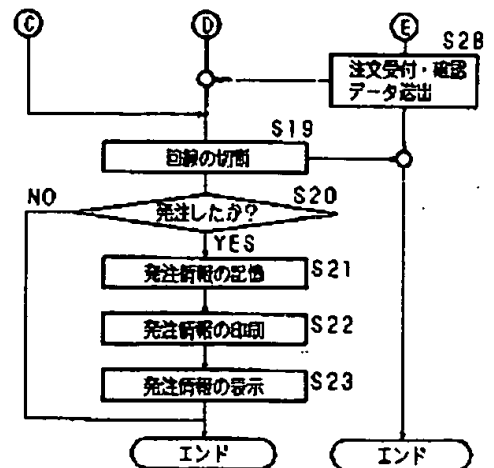 C
D
E
S28
注文受付・確認
データ送出
S19
回線の切断
S20
NO
発注したか?
YES
発注情報の記憶
S21
発注情報の印刷
S22
発注情報の表示
S23
エンド
エンド